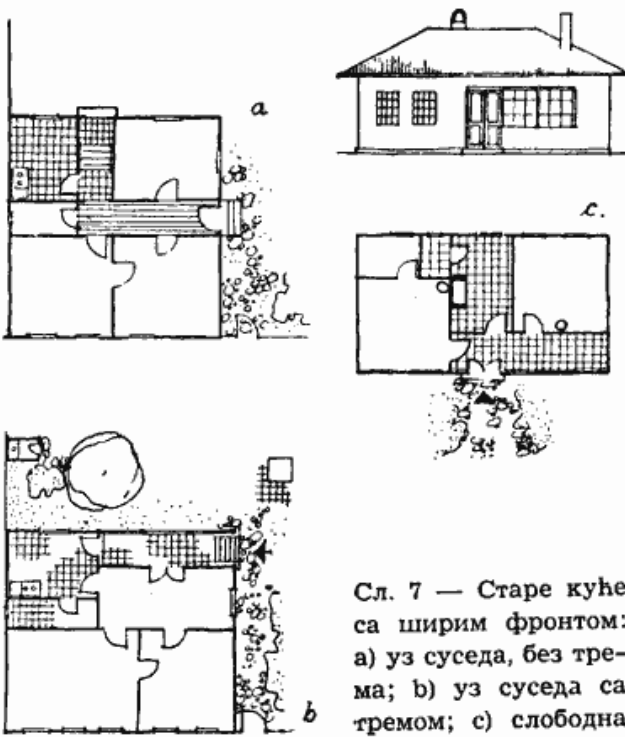 a
c.
b
Сл. 7 — Старе куће
са ширим фронтом:
а) уз суседа, без тре-
ма; b) уз суседа са
тремом; с) слободна